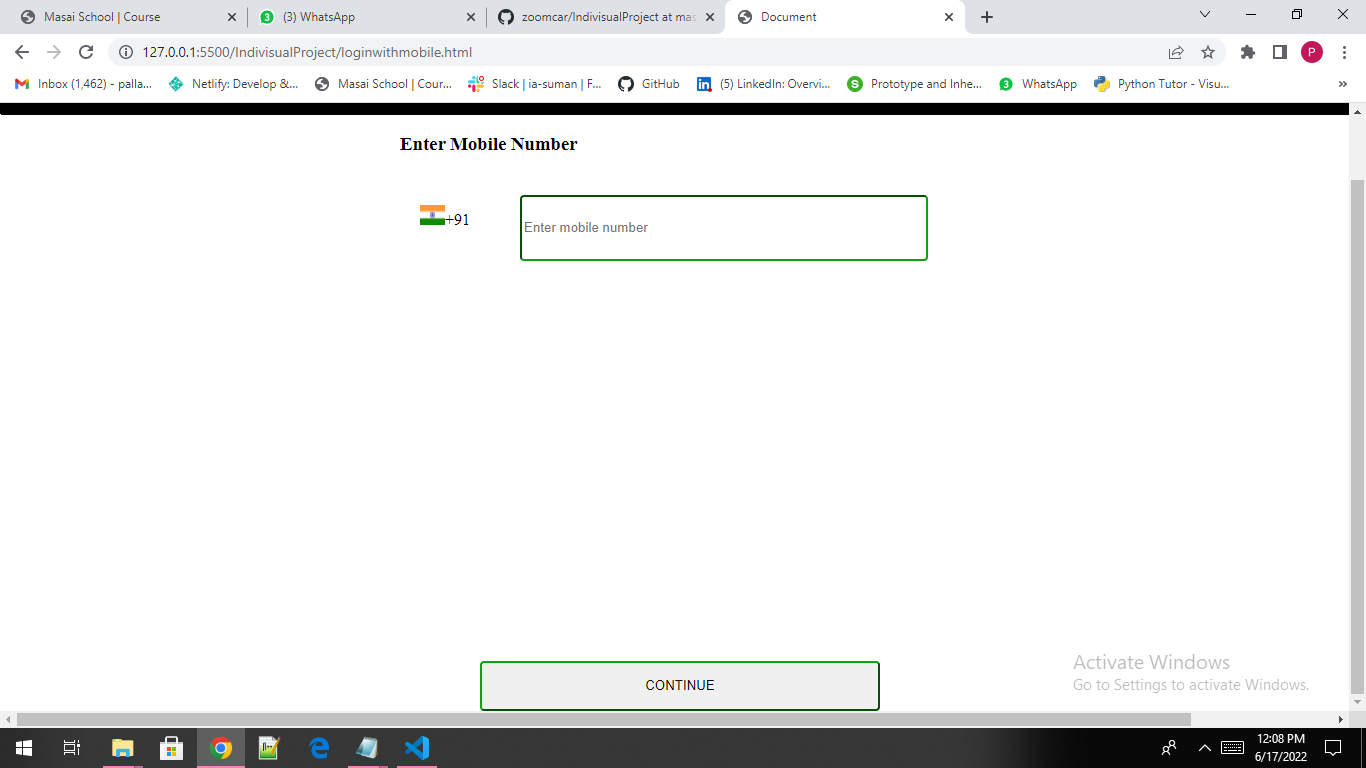 Masai School | Course
3
(3) WhatsApp
zoomcar/IndivisualProject at mas
Document
127.0.0.1:5500/IndivisualProject/loginwithmobile.html
P
Inbox (1,462) - palla...
Netlify: Develop &...
Masai School | Cour...
Slack | ia-suman | F...
GitHub
in
(5) LinkedIn: Overvi...
S
Prototype and Inhe...
3
WhatsApp
Python Tutor - Visu...
»
Enter Mobile Number
+91
Enter mobile number
CONTINUE
Activate Windows
Go to Settings to activate Windows.
12:08 PM
6/17/2022